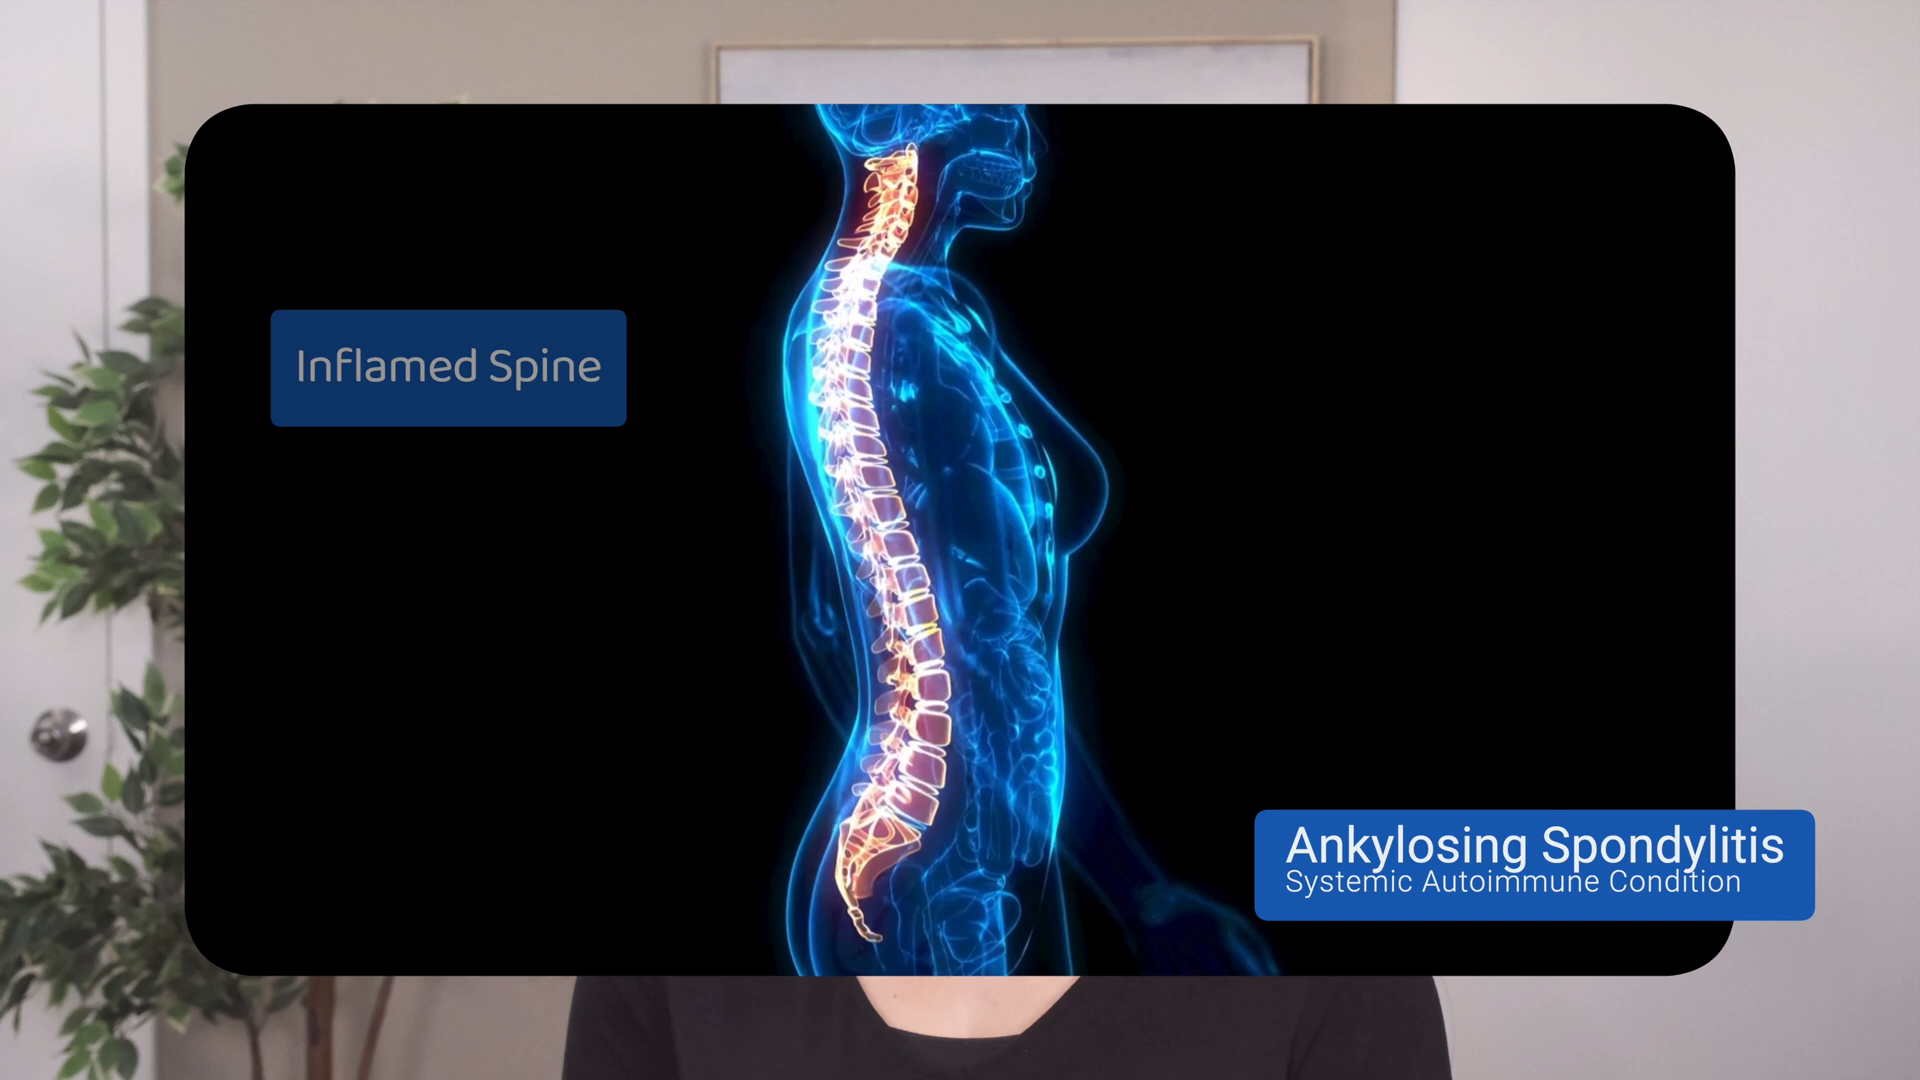 Inflamed Spine
Ankylosing Spondylitis
Systemic Autoimmune Condition